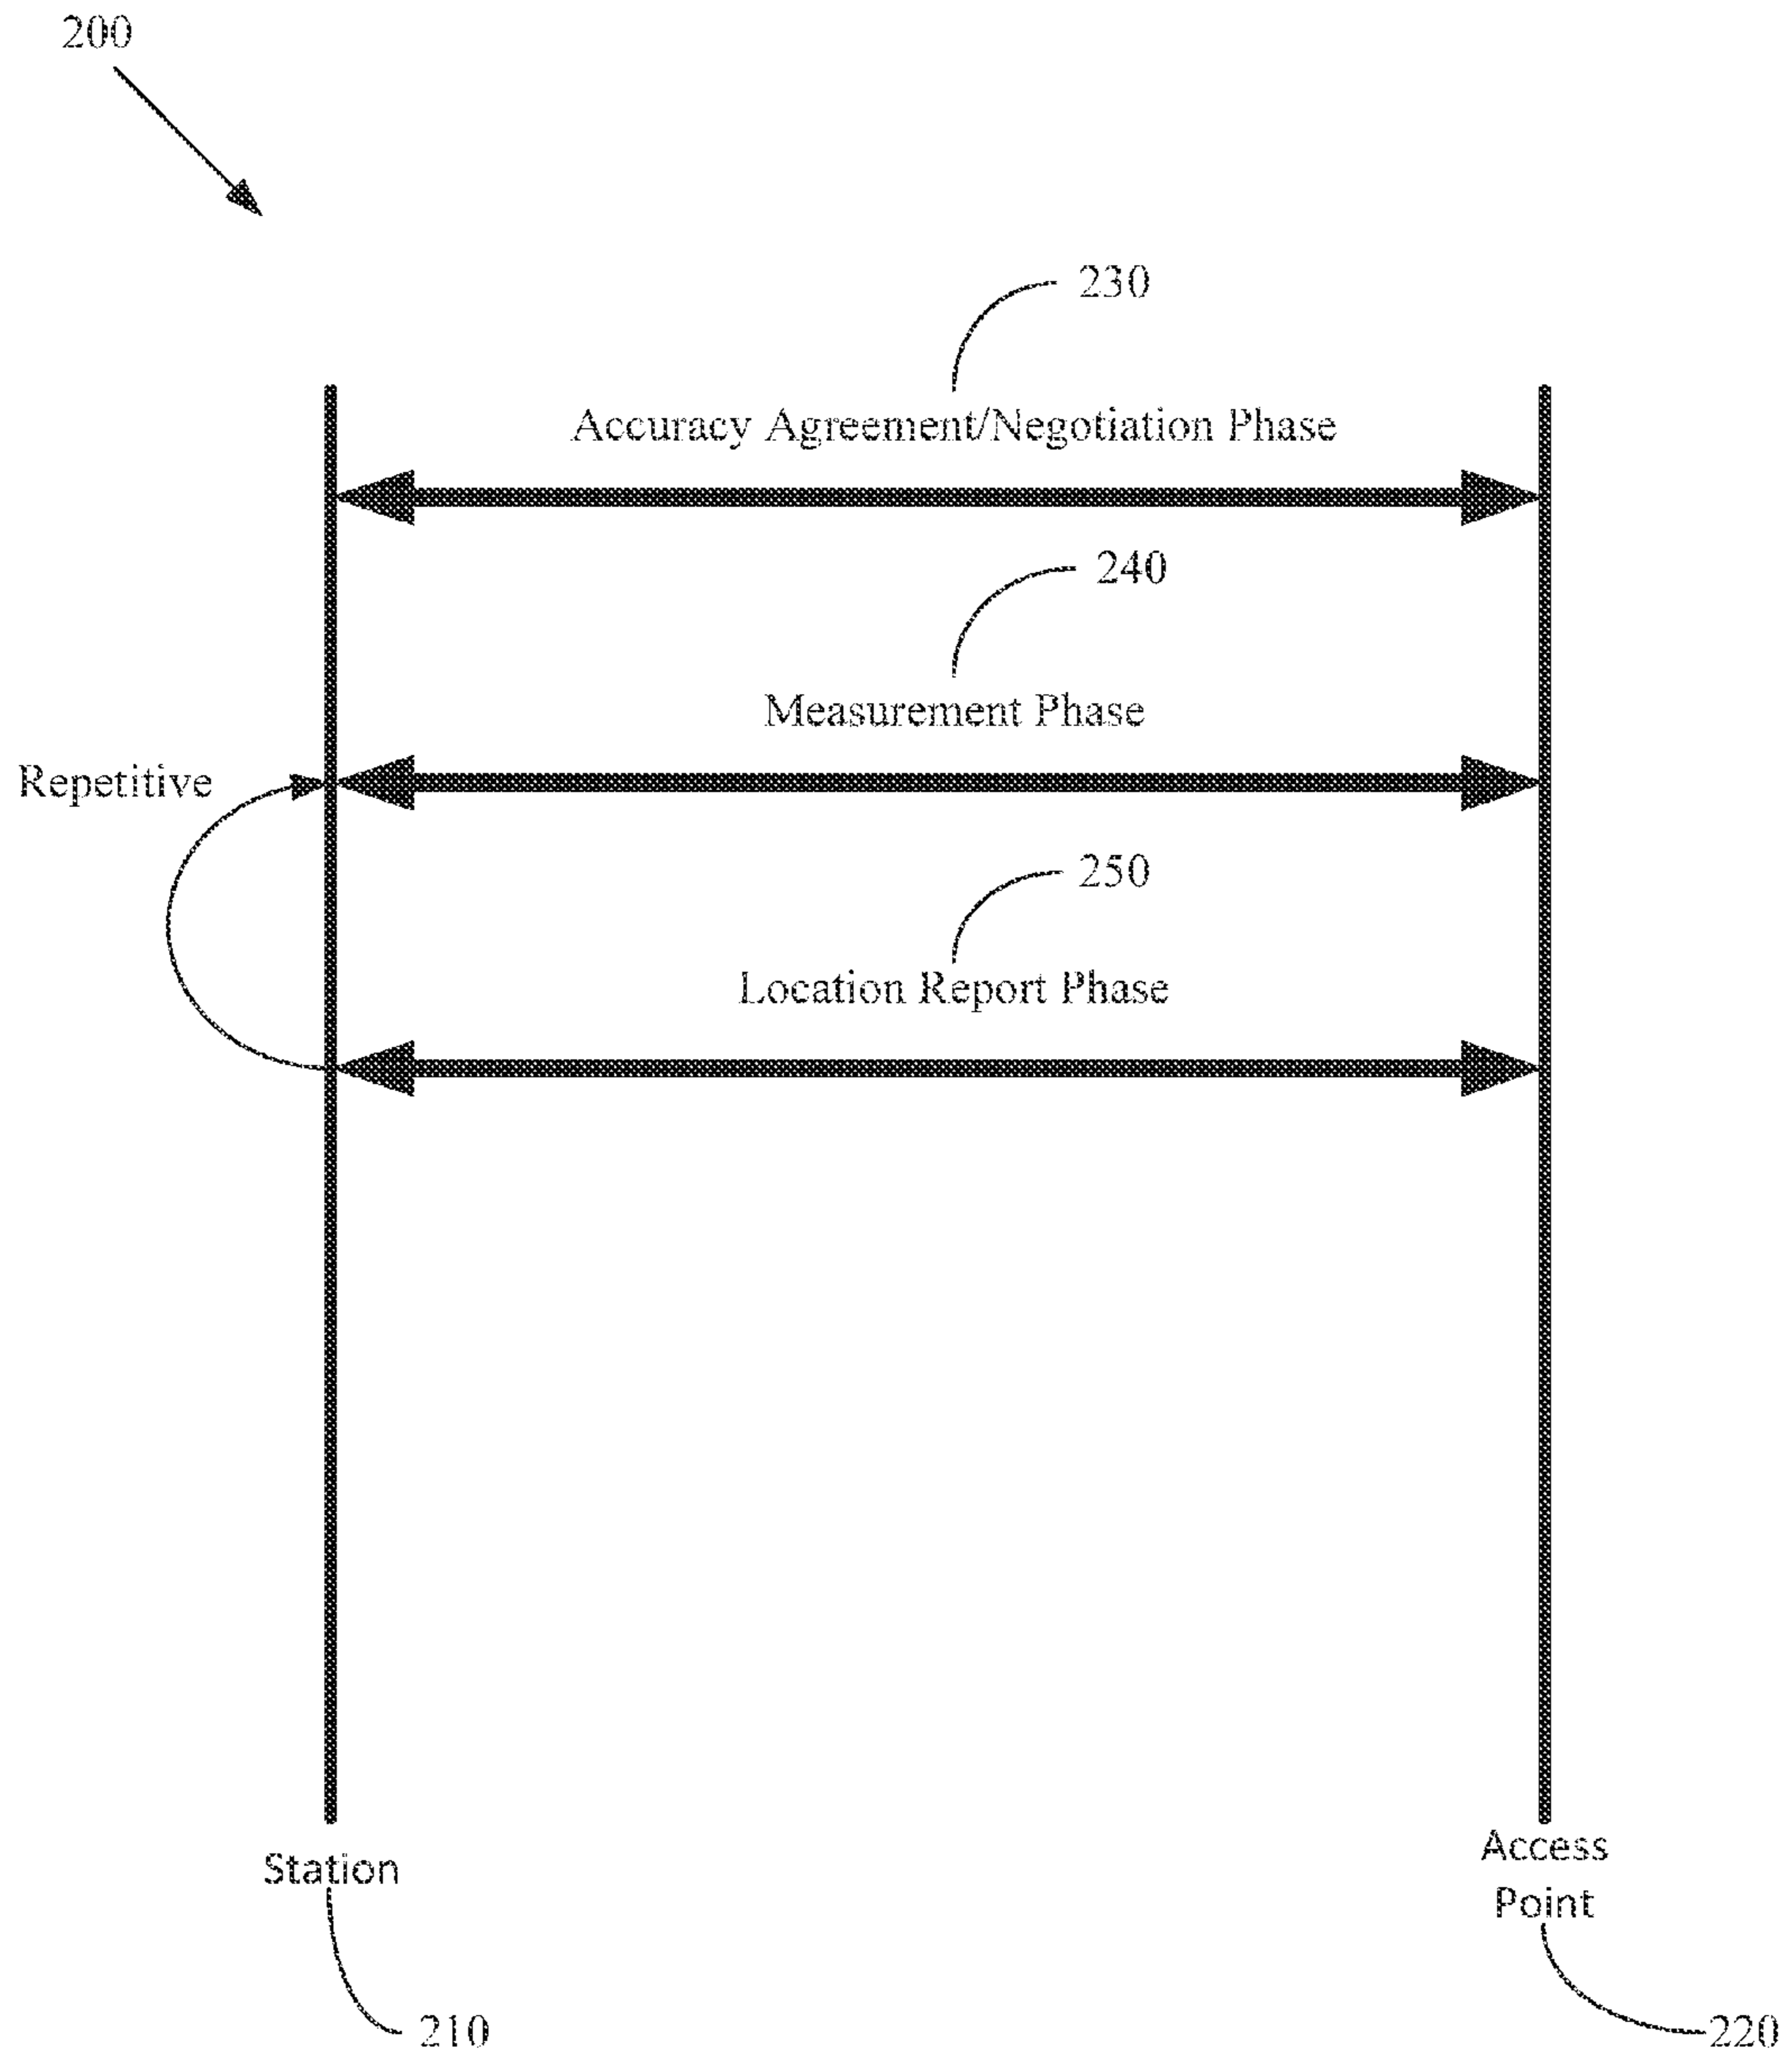 200
230
Accuracy Agreement/Negotiation Phase
240
Measurement Phase
Repetitive
250
Location Report Phase
Station
Access
Point
210
220